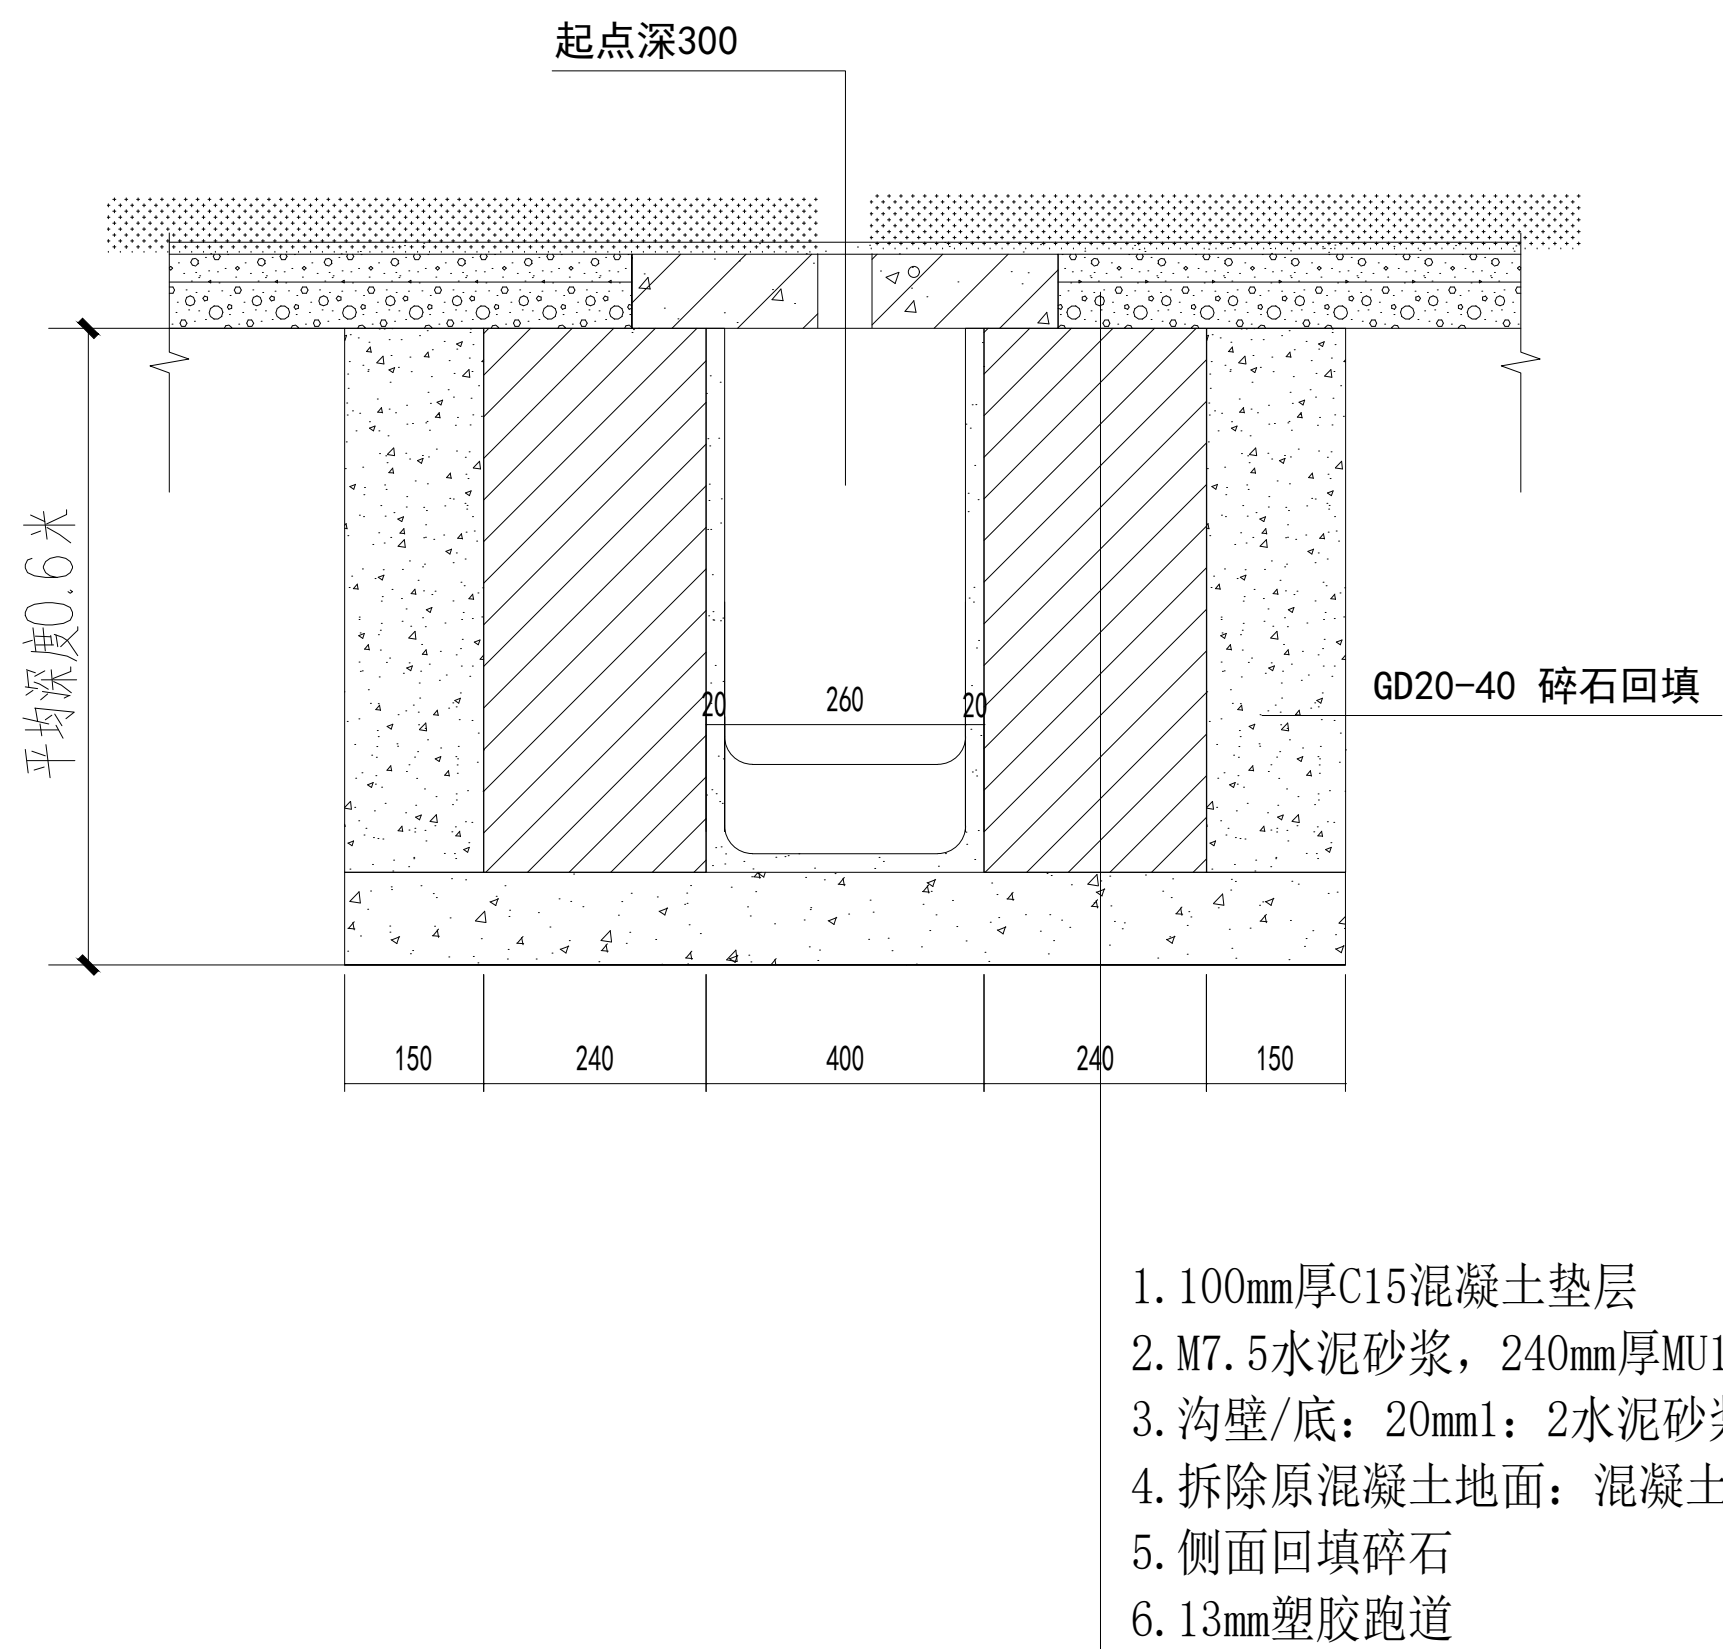 起点深300
平均深度0.6米
20
260
20
GD20-40 碎石回填
150
240
400
240
150
1.100mm厚C15混凝土垫层
2.M7.5水泥砂浆，240mm厚MU1
3.沟壁/底：20mm1：2水泥砂
4.拆除原混凝土地面：混凝土
5.侧面回填碎石
6.13mm塑胶跑道